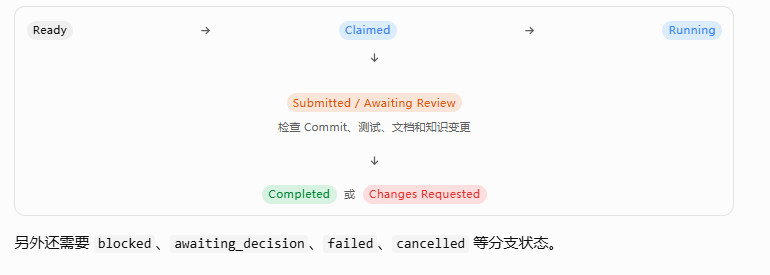 Ready → Claimed → Running
↓
Submitted / Awaiting Review
检查 Commit、测试、文档和知识变更
↓
Completed 或 Changes Requested
另外还需要 blocked、awaiting_decision、failed、cancelled 等分支状态。